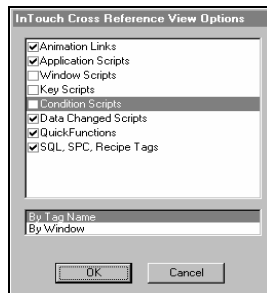 InTouch Cross Reference View Options
Animation Links
Application Scripts
Window Scripts
Key Scripts
Condition Scripts
Data Changed Scripts
QuickFunctions
SQL, SPC, Recipe Tags
By Tag Name
By Window
OK
Cancel